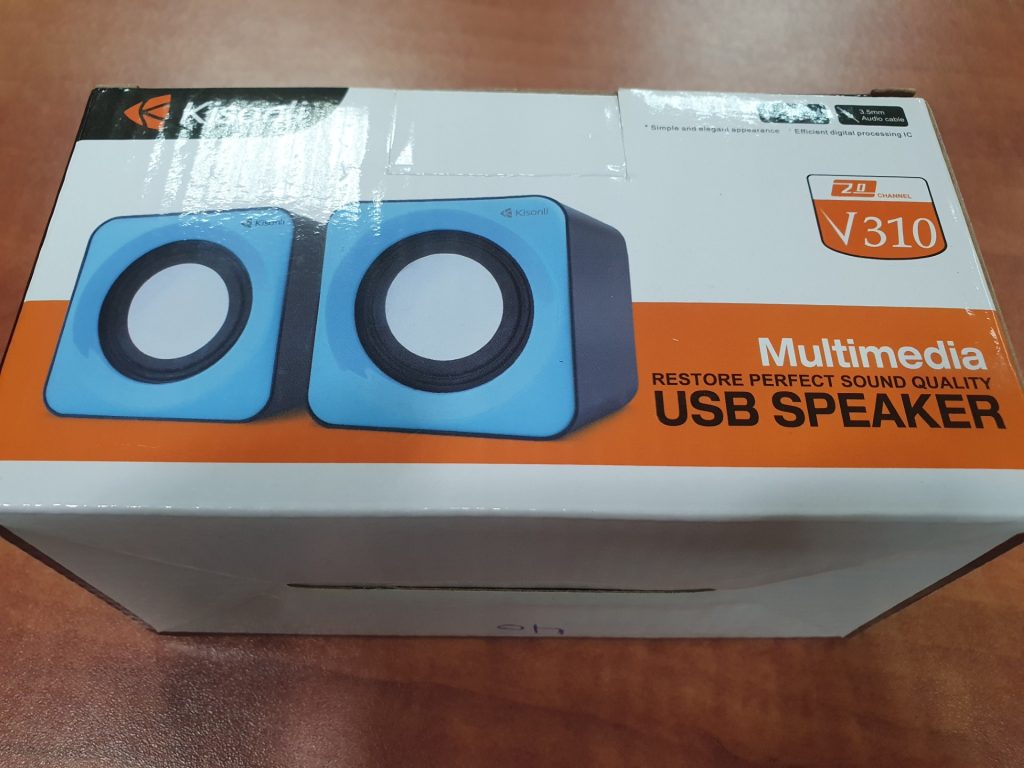 Kisonli
3.5mm
Audio cable
* Simple and elegant appearance * Efficient digital processing IC
2.0 CHANNEL
V310
Kisonli
Kisonli
Multimedia
RESTORE PERFECT SOUND QUALITY
USB SPEAKER